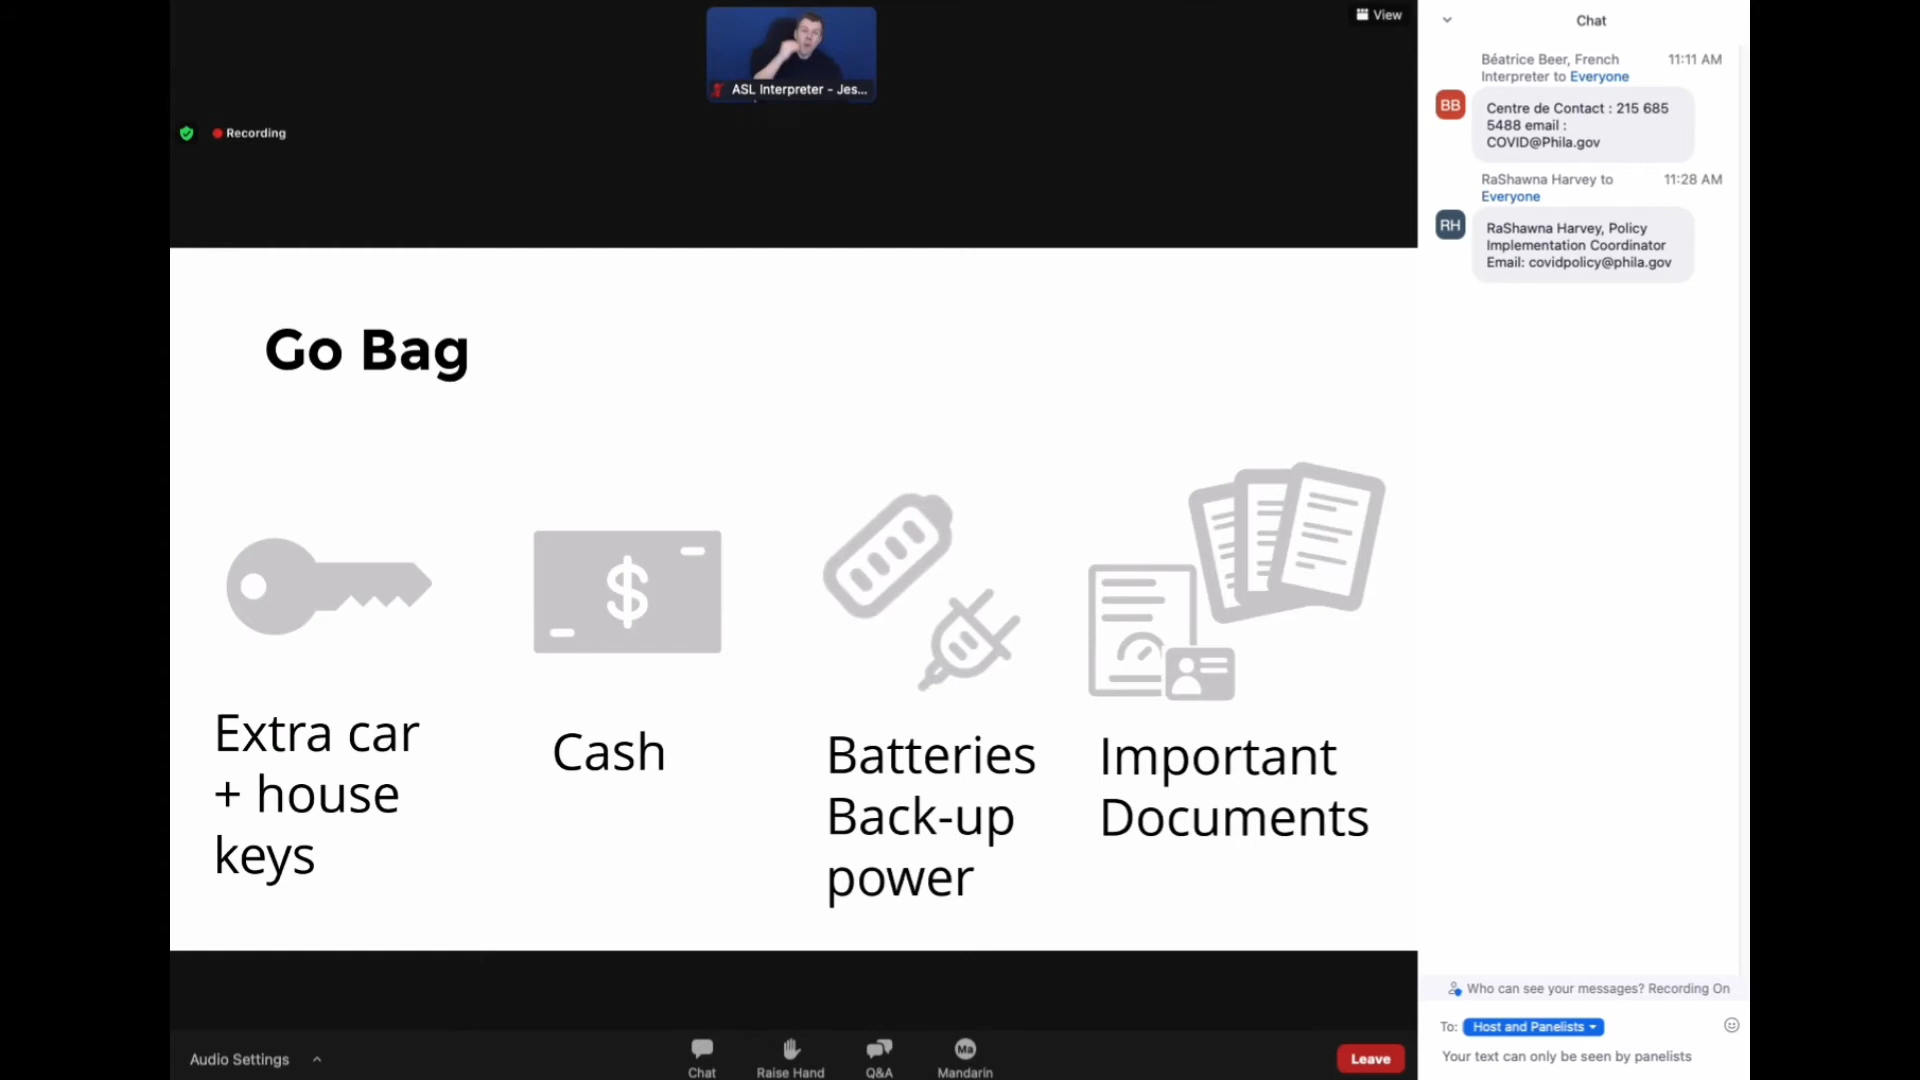 View
ASL Interpreter - Jes...
Recording
Go Bag
$
Extra car
+ house
keys
Cash
Batteries
Back-up
power
Important
Documents
Audio Settings
Chat
Raise Hand
Q&A
Ma
Mandarin
Leave
Chat
Béatrice Beer, French
Interpreter to Everyone
11:11 AM
BB
Centre de Contact : 215 685
5488 email :
COVID@Phila.gov
RaShawna Harvey to
Everyone
11:28 AM
RH
RaShawna Harvey, Policy
Implementation Coordinator
Email: covidpolicy@phila.gov
Who can see your messages? Recording On
To: Host and Panelists
Your text can only be seen by panelists